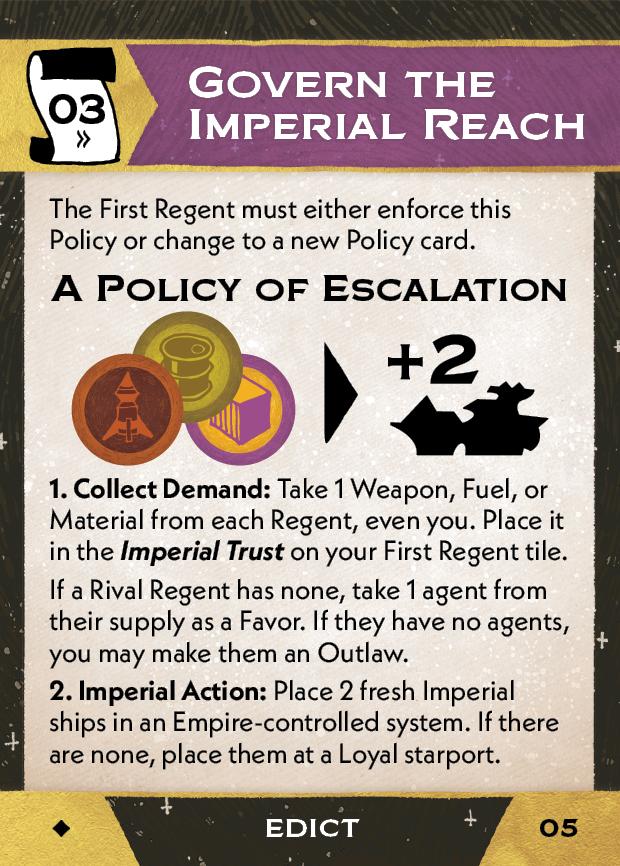 03
»
Govern the
Imperial Reach
The First Regent must either enforce this
Policy or change to a new Policy card.
A Policy of Escalation
+2
1. Collect Demand: Take 1 Weapon, Fuel, or
Material from each Regent, even you. Place it
in the Imperial Trust on your First Regent tile.
If a Rival Regent has none, take 1 agent from
their supply as a Favor. If they have no agents,
you may make them an Outlaw.
2. Imperial Action: Place 2 fresh Imperial
ships in an Empire-controlled system. If there
are none, place them at a Loyal starport.
EDICT
05